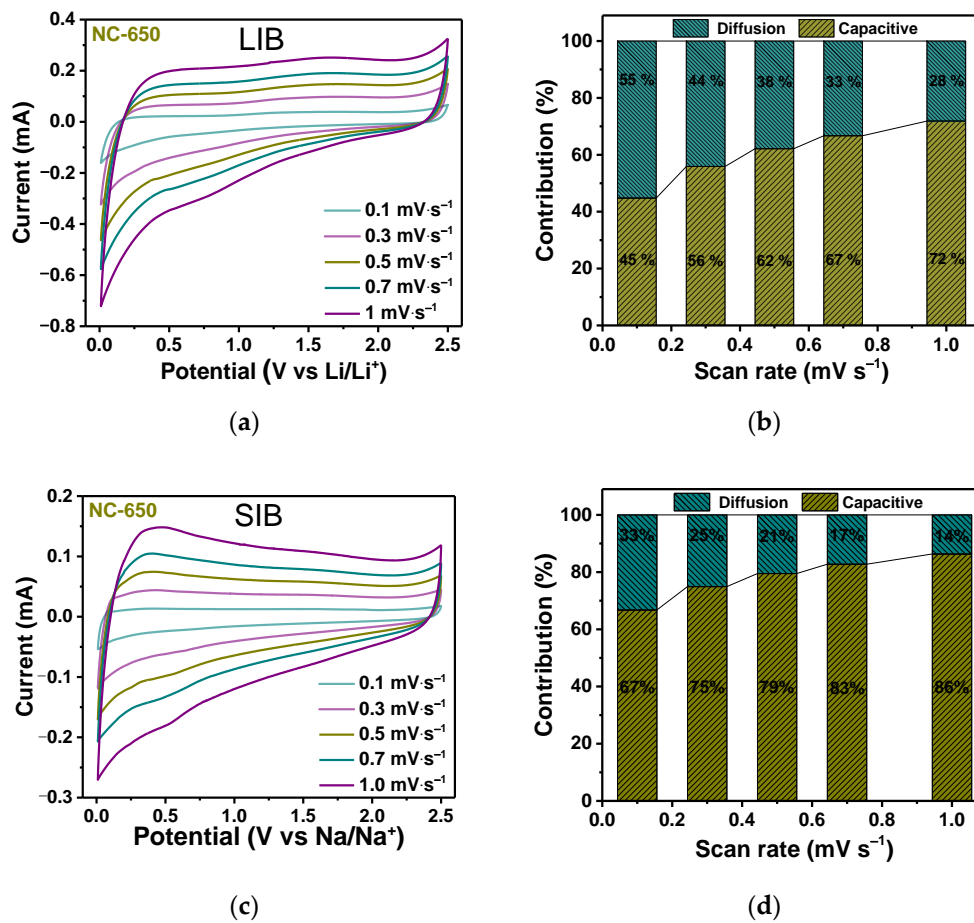 NC-650
LIB
0.4
0.2
0.0
−0.2
−0.4
−0.6
−0.8
Current (mA)
0.1 mV·s⁻¹
0.3 mV·s⁻¹
0.5 mV·s⁻¹
0.7 mV·s⁻¹
1 mV·s⁻¹
0.0 0.5 1.0 1.5 2.0 2.5
Potential (V vs Li/Li⁺)
(a)
Diffusion Capacitive
100
80
60
40
20
0
Contribution (%)
55 % 44 % 38 % 33 % 28 %
45 % 56 % 62 % 67 % 72 %
0.0 0.2 0.4 0.6 0.8 1.0
Scan rate (mV s⁻¹)
(b)
NC-650
SIB
0.2
0.1
0.0
−0.1
−0.2
−0.3
Current (mA)
0.1 mV·s⁻¹
0.3 mV·s⁻¹
0.5 mV·s⁻¹
0.7 mV·s⁻¹
1.0 mV·s⁻¹
0.0 0.5 1.0 1.5 2.0 2.5
Potential (V vs Na/Na⁺)
(c)
Diffusion Capacitive
100
80
60
40
20
0
Contribution (%)
33% 25% 21% 17% 14%
67% 75% 79% 83% 86%
0.0 0.2 0.4 0.6 0.8 1.0
Scan rate (mV s⁻¹)
(d)